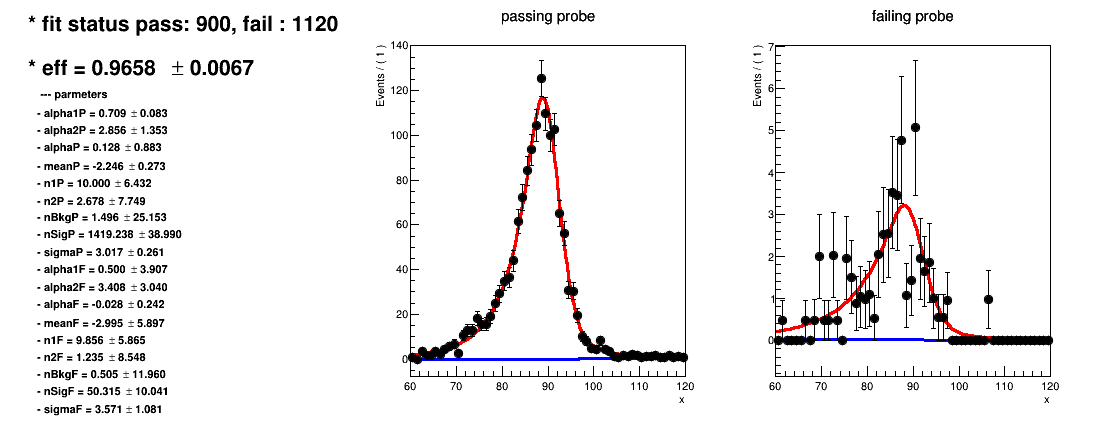 * fit status pass: 900, fail : 1120
* eff = 0.9658 ± 0.0067
--- parmeters
- alpha1P = 0.709 ± 0.083
- alpha2P = 2.856 ± 1.353
- alphaP = 0.128 ± 0.883
- meanP = -2.246 ± 0.273
- n1P = 10.000 ± 6.432
- n2P = 2.678 ± 7.749
- nBkgP = 1.496 ± 25.153
- nSigP = 1419.238 ± 38.990
- sigmaP = 3.017 ± 0.261
- alpha1F = 0.500 ± 3.907
- alpha2F = 3.408 ± 3.040
- alphaF = -0.028 ± 0.242
- meanF = -2.995 ± 5.897
- n1F = 9.856 ± 5.865
- n2F = 1.235 ± 8.548
- nBkgF = 0.505 ± 11.960
- nSigF = 50.315 ± 10.041
- sigmaF = 3.571 ± 1.081
passing probe
Events / ( 1 )
140
120
100
80
60
40
20
0
60 70 80 90 100 110 120
x
failing probe
Events / ( 1 )
7
6
5
4
3
2
1
0
60 70 80 90 100 110 120
x